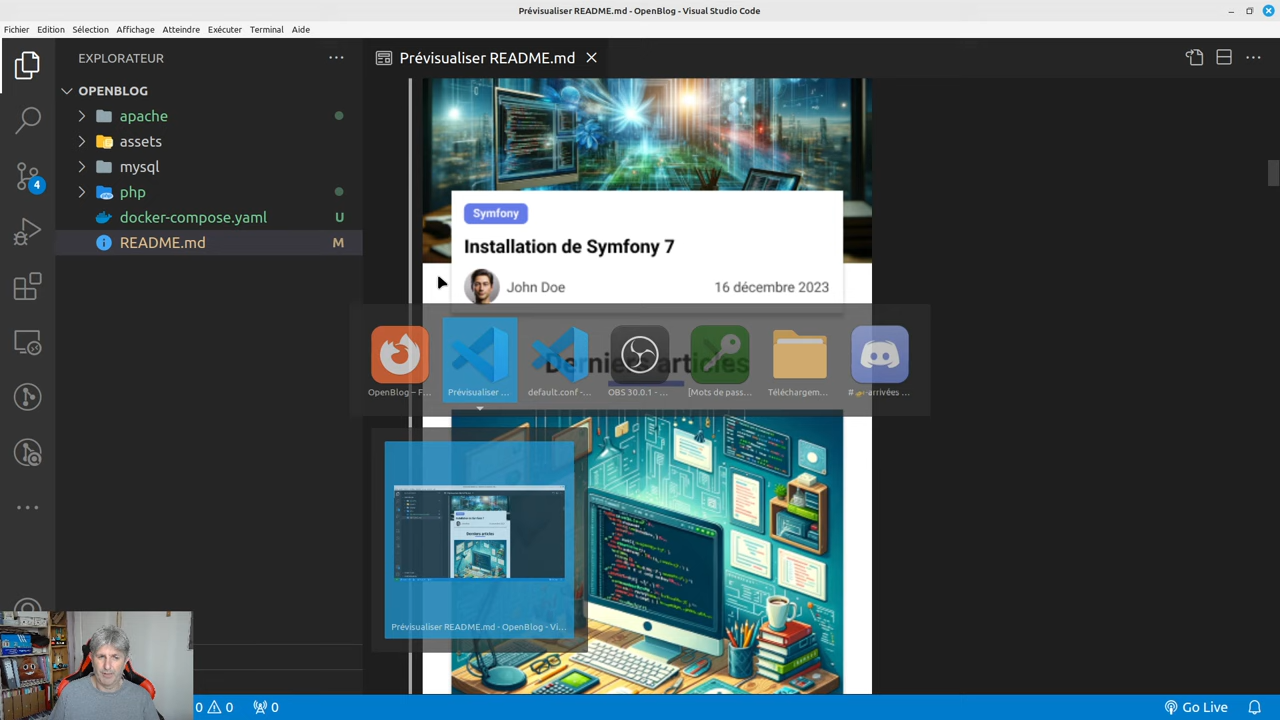 Prévisualiser README.md - OpenBlog - Visual Studio Code
Fichier Edition Sélection Affichage Atteindre Exécuter Terminal Aide
EXPLORATEUR
Prévisualiser README.md
OPENBLOG
apache
assets
mysql
php
docker-compose.yaml U
README.md M
4
Symfony
Installation de Symfony 7
John Doe 16 décembre 2023
Derniers articles
OpenBlog – F...
Prévisualiser ...
default.conf -...
OBS 30.0.1 - ...
[Mots de pass...
Téléchargem...
Prévisualiser README.md - OpenBlog - Vi...
0 0 0
Go Live